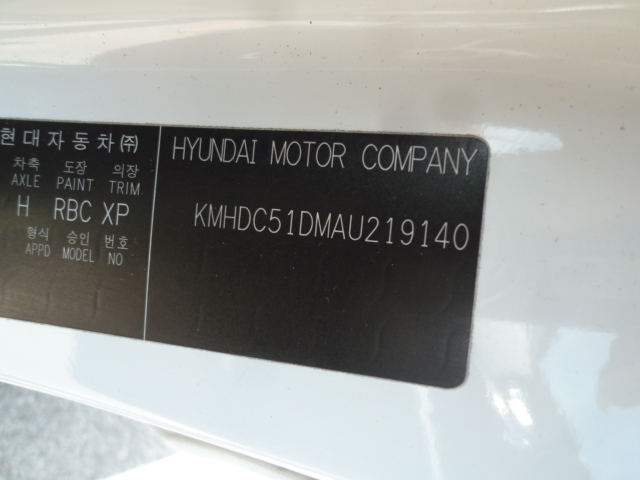 현대자동차㈜
차축 도장 의장
AXLE PAINT TRIM
H RBC XP
형식 승인 번호
APPD MODEL NO
HYUNDAI MOTOR COMPANY
KMHDC51DMAU219140